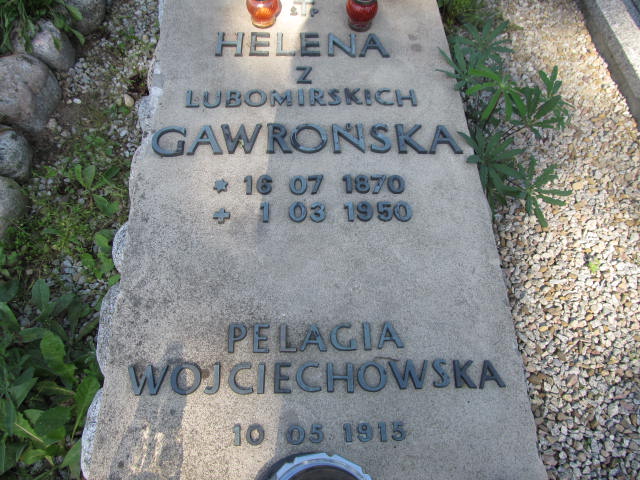 HELENA
Z
LUBOMIRSKICH
GAWROŃSKA
* 16 07 1870
+ 1 03 1950
PELAGIA
WOJCIECHOWSKA
10 05 1915